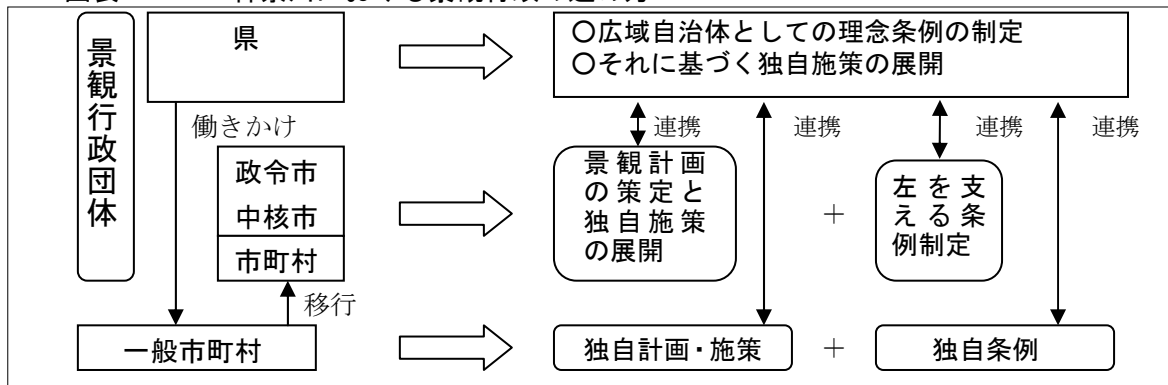 景観行政団体
県
○広域自治体としての理念条例の制定
○それに基づく独自施策の展開
働きかけ
連携
連携
連携
連携
政令市
中核市
市町村
景観計画
の策定と
独自施策
の展開
+
左を支
える条
例制定
移行
一般市町村
独自計画・施策
+
独自条例